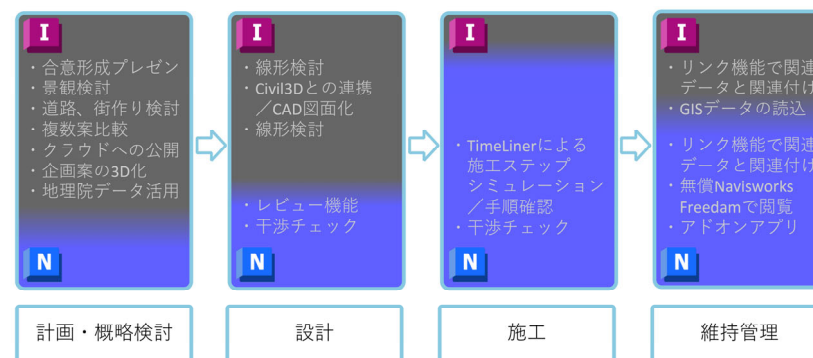 I
・合意形成プレゼン
・景観検討
・道路、街作り検討
・複数案比較
・クラウドへの公開
・企画案の3D化
・地理院データ活用
N
計画・概略検討
I
・線形検討
・Civil3Dとの連携
／CAD図面化
・線形検討
・レビュー機能
・干渉チェック
N
設計
I
・TimeLinerによる
施工ステップ
シミュレーション
／手順確認
・干渉チェック
N
施工
I
・リンク機能で関連
データと関連付け
・GISデータの読込
・リンク機能で関連
データと関連付け
・無償Navisworks
Freedamで閲覧
・アドオンアプリ
N
維持管理